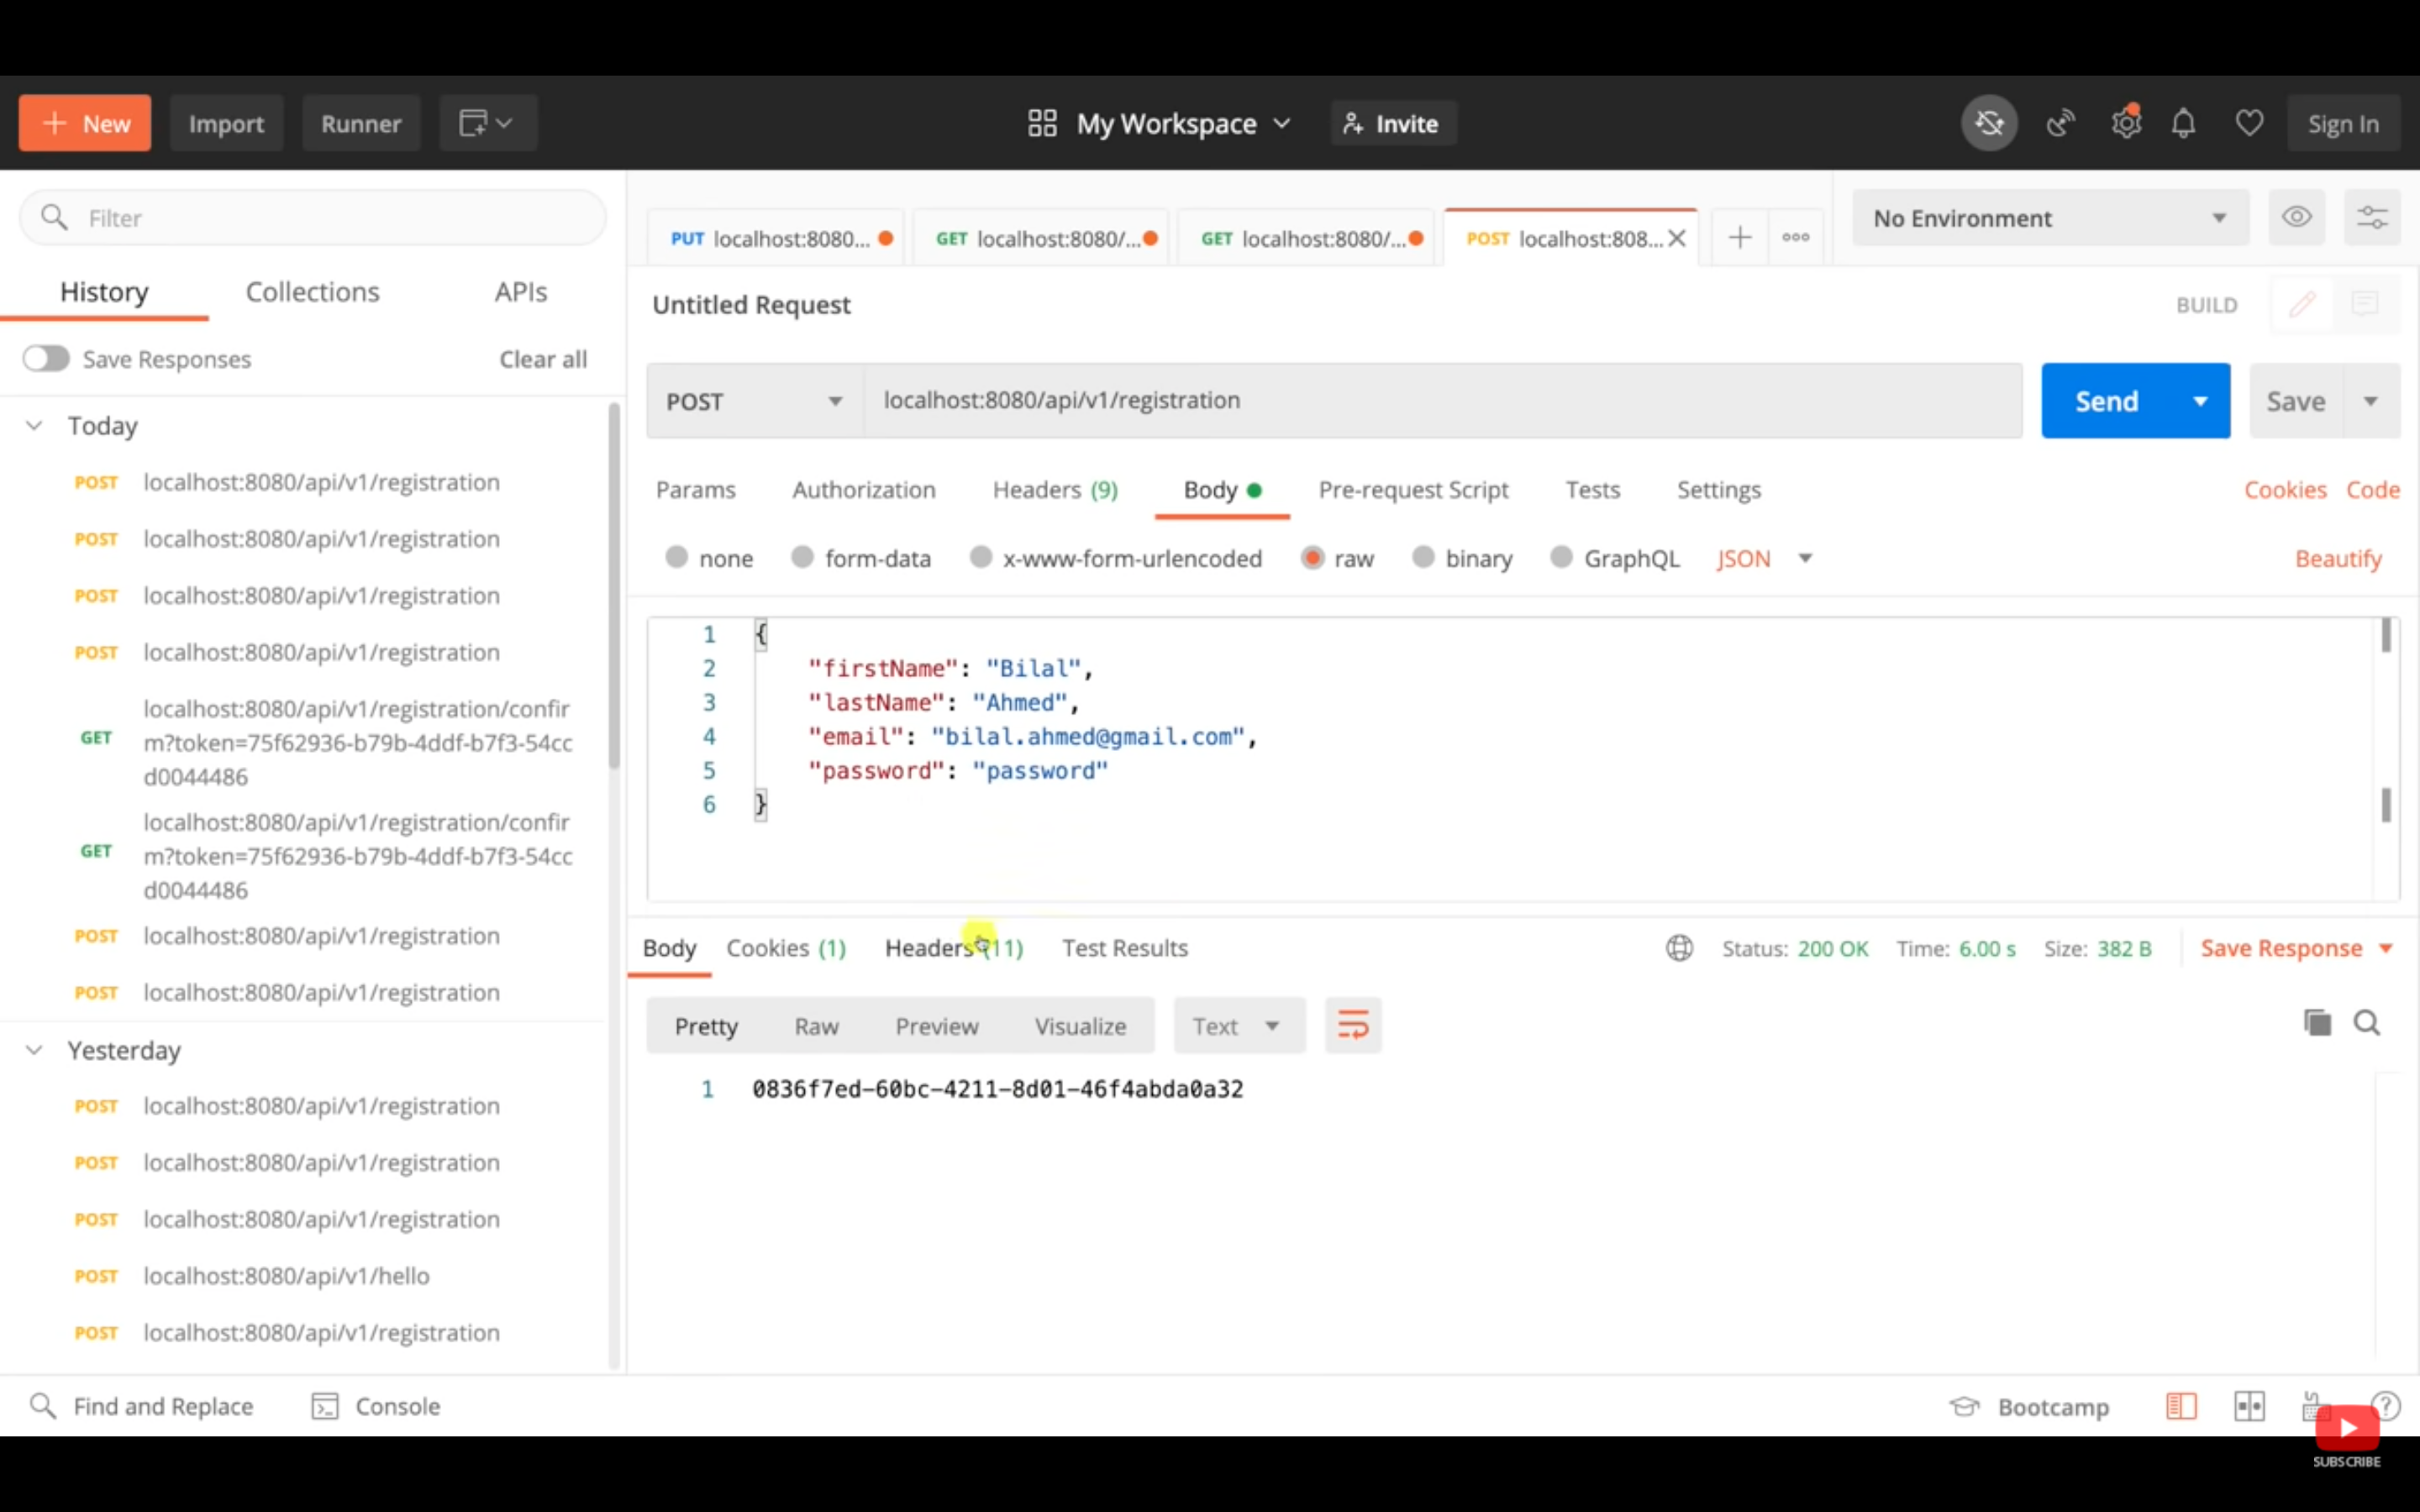 + New Import Runner My Workspace Invite Sign In
Filter
PUT localhost:8080... GET localhost:8080/... GET localhost:8080/... POST localhost:808... No Environment
History Collections APIs
Untitled Request BUILD
Save Responses Clear all
POST localhost:8080/api/v1/registration Send Save
Today
POST localhost:8080/api/v1/registration
POST localhost:8080/api/v1/registration
POST localhost:8080/api/v1/registration
POST localhost:8080/api/v1/registration
GET localhost:8080/api/v1/registration/confir
m?token=75f62936-b79b-4ddf-b7f3-54cc
d0044486
GET localhost:8080/api/v1/registration/confir
m?token=75f62936-b79b-4ddf-b7f3-54cc
d0044486
POST localhost:8080/api/v1/registration
POST localhost:8080/api/v1/registration
Yesterday
POST localhost:8080/api/v1/registration
POST localhost:8080/api/v1/registration
POST localhost:8080/api/v1/registration
POST localhost:8080/api/v1/hello
POST localhost:8080/api/v1/registration
Params Authorization Headers (9) Body Pre-request Script Tests Settings Cookies Code
none form-data x-www-form-urlencoded raw binary GraphQL JSON Beautify
1 {
2 "firstName": "Bilal",
3 "lastName": "Ahmed",
4 "email": "bilal.ahmed@gmail.com",
5 "password": "password"
6 }
Body Cookies (1) Headers (11) Test Results Status: 200 OK Time: 6.00 s Size: 382 B Save Response
Pretty Raw Preview Visualize Text
1 0836f7ed-60bc-4211-8d01-46f4abda0a32
Find and Replace Console Bootcamp
SUBSCRIBE